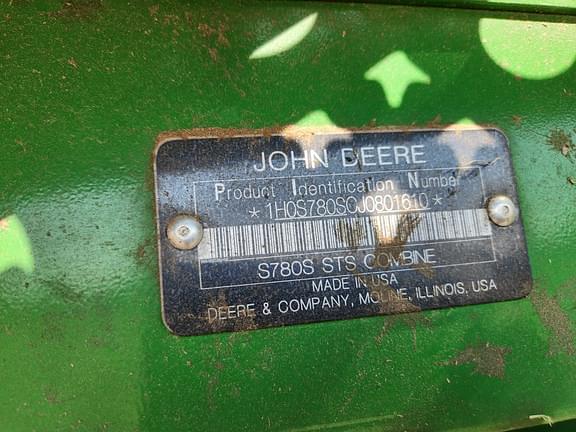 JOHN DEERE
Product Identification Number
*1H0S780SCJ0801610*
S780S STS COMBINE
MADE IN USA
DEERE & COMPANY, MOLINE, ILLINOIS, USA